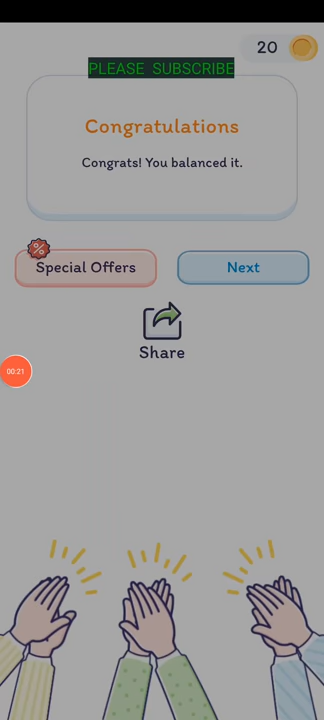 20
PLEASE SUBSCRIBE
Congratulations
Congrats! You balanced it.
%
Special Offers
Next
Share
00:21